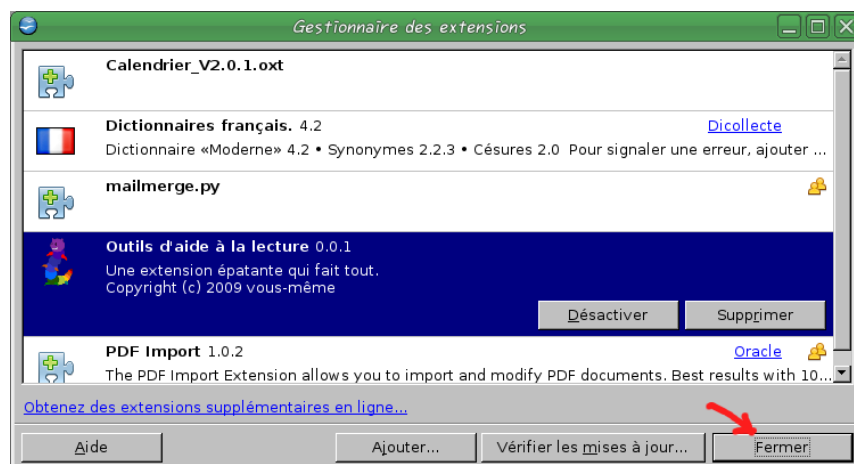 Gestionnaire des extensions
Calendrier_V2.0.1.oxt
Dictionnaires français. 4.2 Dicollecte
Dictionnaire «Moderne» 4.2 • Synonymes 2.2.3 • Césures 2.0 Pour signaler une erreur, ajouter ...
mailmerge.py
Outils d'aide à la lecture 0.0.1
Une extension épatante qui fait tout.
Copyright (c) 2009 vous-même
Désactiver Supprimer
PDF Import 1.0.2 Oracle
The PDF Import Extension allows you to import and modify PDF documents. Best results with 10...
Obtenez des extensions supplémentaires en ligne...
Aide Ajouter... Vérifier les mises à jour... Fermer